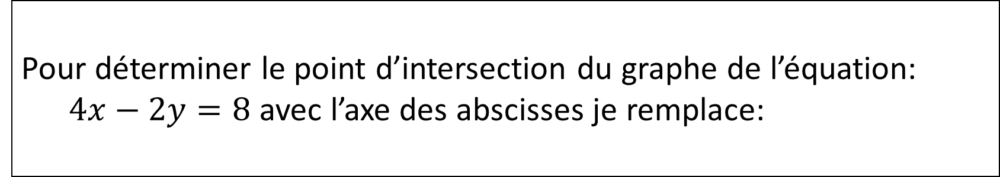 Pour déterminer le point d’intersection du graphe de l’équation:
4x − 2y = 8 avec l’axe des abscisses je remplace: